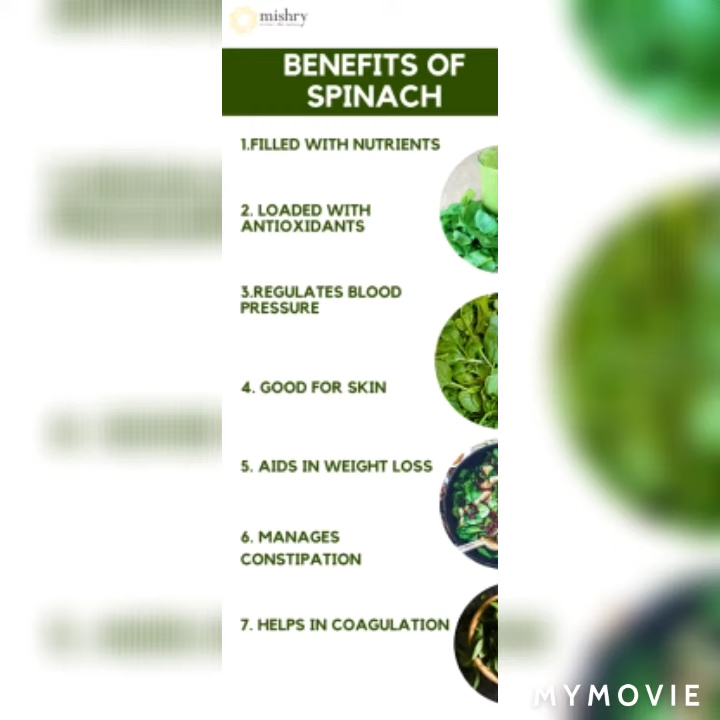 mishry
BENEFITS OF
SPINACH
1.FILLED WITH NUTRIENTS
2. LOADED WITH
ANTIOXIDANTS
3.REGULATES BLOOD
PRESSURE
4. GOOD FOR SKIN
5. AIDS IN WEIGHT LOSS
6. MANAGES
CONSTIPATION
7. HELPS IN COAGULATION
MYMOVIE